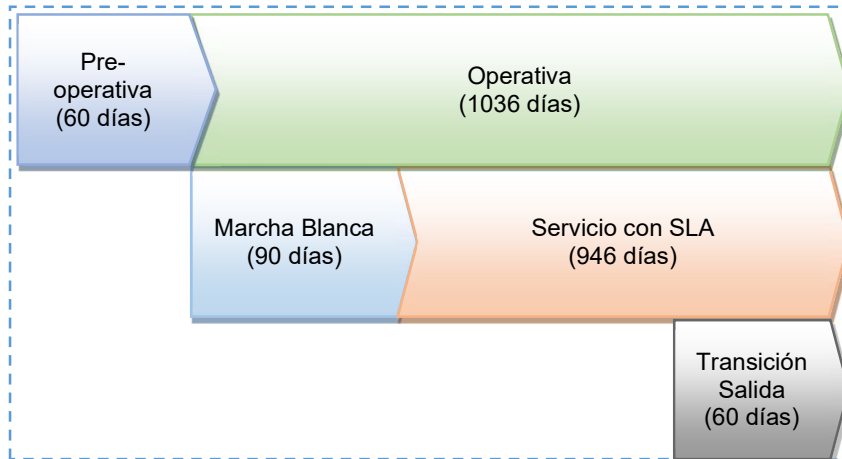 Pre-
operativa
(60 días)
Operativa
(1036 días)
Marcha Blanca
(90 días)
Servicio con SLA
(946 días)
Transición
Salida
(60 días)